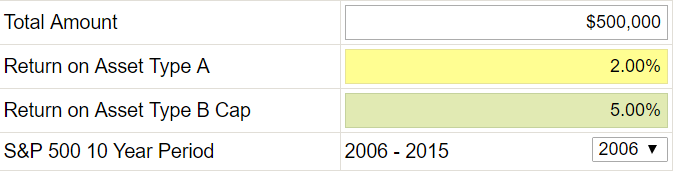 Total Amount $500,000
Return on Asset Type A 2.00%
Return on Asset Type B Cap 5.00%
S&P 500 10 Year Period 2006 - 2015 2006 ▼